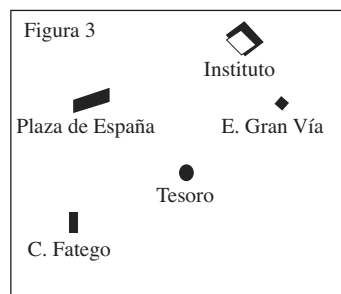 Figura 3
Instituto
Plaza de España
E. Gran Vía
Tesoro
C. Fatego